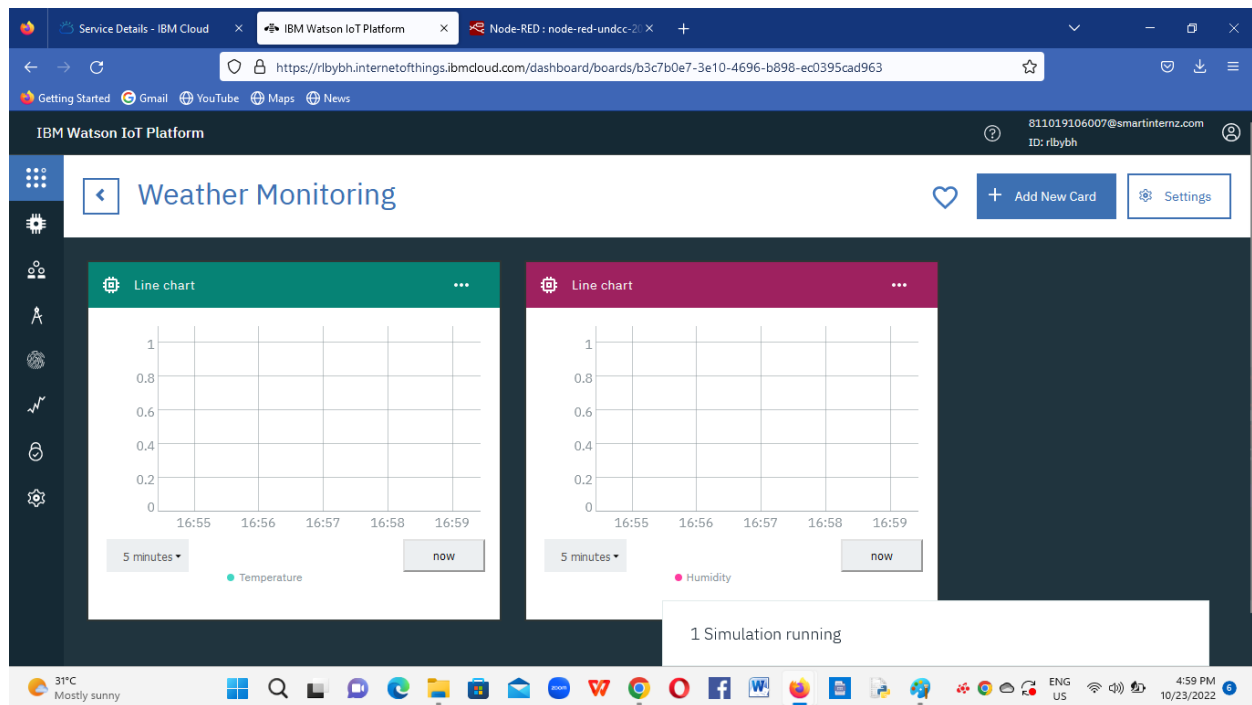 Service Details - IBM Cloud
IBM Watson IoT Platform
Node-RED : node-red-undcc-20
https://rlbybh.internetofthings.ibmcloud.com/dashboard/boards/b3c7b0e7-3e10-4696-b898-ec0395cad963
Getting Started Gmail YouTube Maps News
IBM Watson IoT Platform
811019106007@smartinternz.com
ID: rlbybh
Weather Monitoring
+ Add New Card
Settings
Line chart
1
0.8
0.6
0.4
0.2
0
16:55 16:56 16:57 16:58 16:59
5 minutes
now
Temperature
Line chart
1
0.8
0.6
0.4
0.2
0
16:55 16:56 16:57 16:58 16:59
5 minutes
now
Humidity
1 Simulation running
31°C
Mostly sunny
zoom
W
ENG
US
4:59 PM
10/23/2022
6